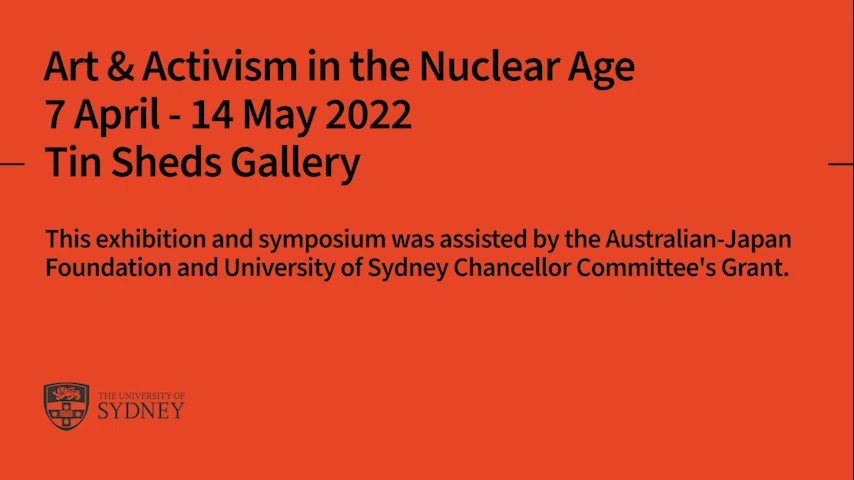 Art & Activism in the Nuclear Age
7 April - 14 May 2022
Tin Sheds Gallery
This exhibition and symposium was assisted by the Australian-Japan
Foundation and University of Sydney Chancellor Committee's Grant.
THE UNIVERSITY OF
SYDNEY